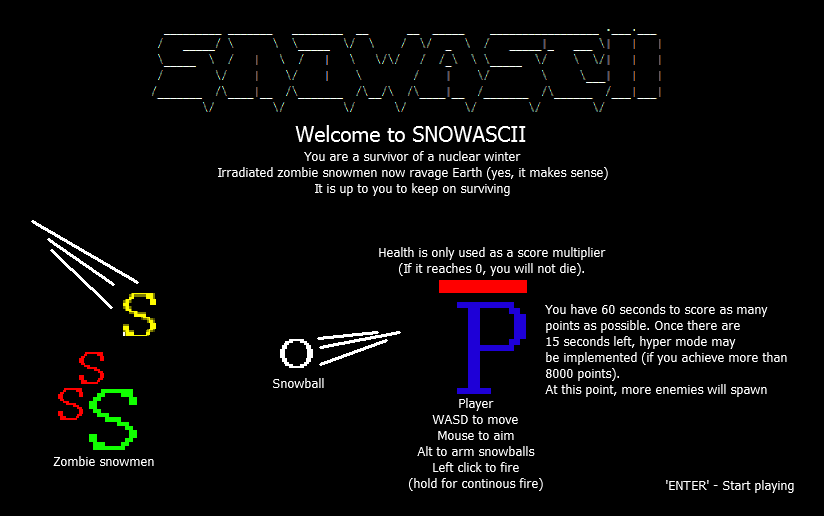 SNOWASCII
Welcome to SNOWASCII
You are a survivor of a nuclear winter
Irradiated zombie snowmen now ravage Earth (yes, it makes sense)
It is up to you to keep on surviving
Health is only used as a score multiplier
(If it reaches 0, you will not die).
S
S
S
S
Zombie snowmen
O
Snowball
P
Player
WASD to move
Mouse to aim
Alt to arm snowballs
Left click to fire
(hold for continous fire)
You have 60 seconds to score as many
points as possible. Once there are
15 seconds left, hyper mode may
be implemented (if you achieve more than
8000 points).
At this point, more enemies will spawn
'ENTER' - Start playing